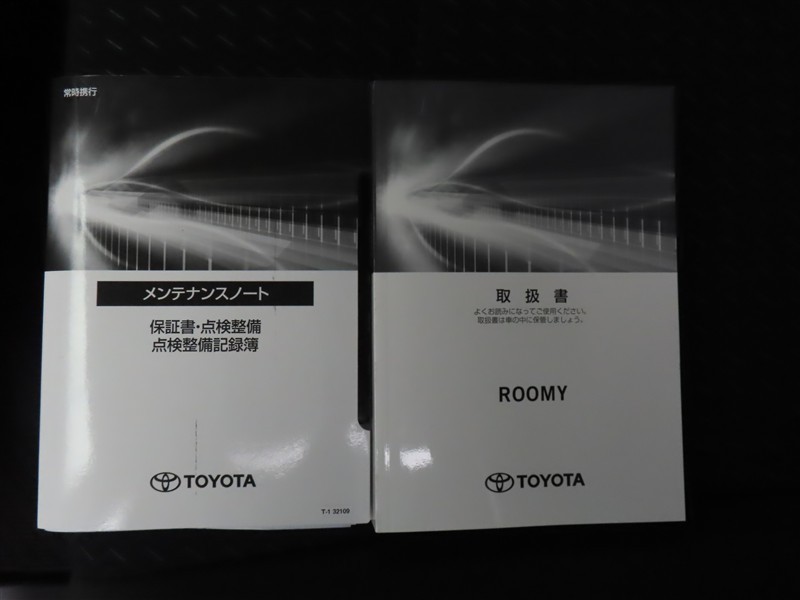 常時携行
メンテナンスノート
保証書・点検整備
点検整備記録簿
TOYOTA
T-1 32109
取扱書
よくお読みになってご使用ください。
取扱書は車の中に保管しましょう。
ROOMY
TOYOTA